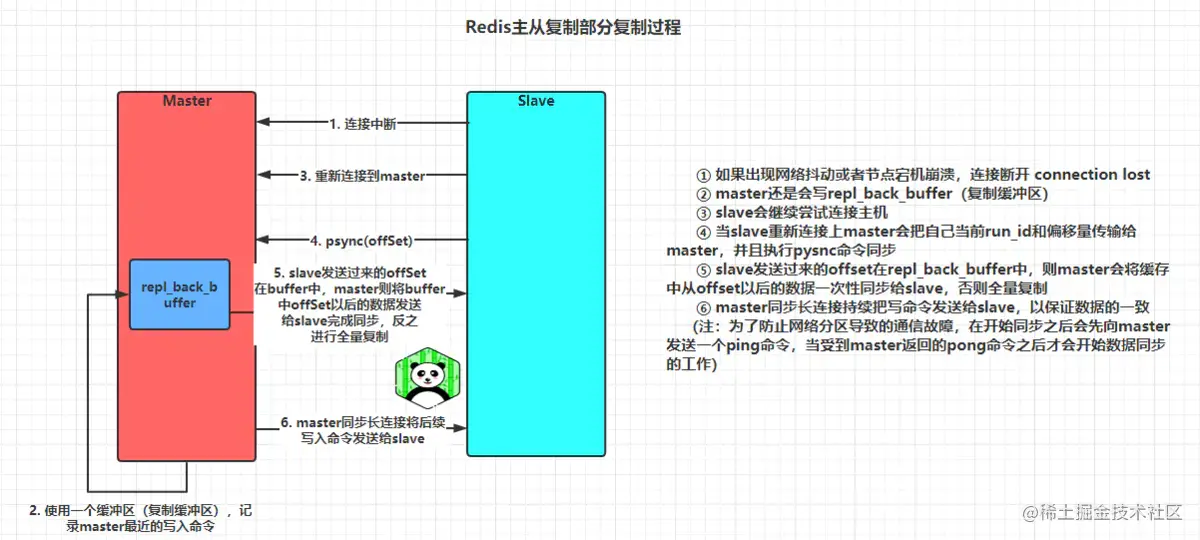 Redis主从复制部分复制过程
Master
Slave
1. 连接中断
3. 重新连接到master
4. psync(offSet)
repl_back_b
uffer
5. slave发送过来的offSet
在buffer中，master则将buffer
中offSet以后的数据发送
给slave完成同步，反之
进行全量复制
6. master同步长连接将后续
写入命令发送给slave
2. 使用一个缓冲区（复制缓冲区），记
录master最近的写入命令
① 如果出现网络抖动或者节点宕机崩溃，连接断开 connection lost
② master还是会写repl_back_buffer（复制缓冲区）
③ slave会继续尝试连接主机
④ 当slave重新连接上master会把自己当前run_id和偏移量传输给
master，并且执行pysnc命令同步
⑤ slave发送过来的offset在repl_back_buffer中，则master会将缓存
中从offset以后的数据一次性同步给slave，否则全量复制
⑥ master同步长连接持续把写命令发送给slave，以保证数据的一致
(注：为了防止网络分区导致的通信故障，在开始同步之后会先向master
发送一个ping命令，当受到master返回的pong命令之后才会开始数据同步
的工作)
@稀土掘金技术社区